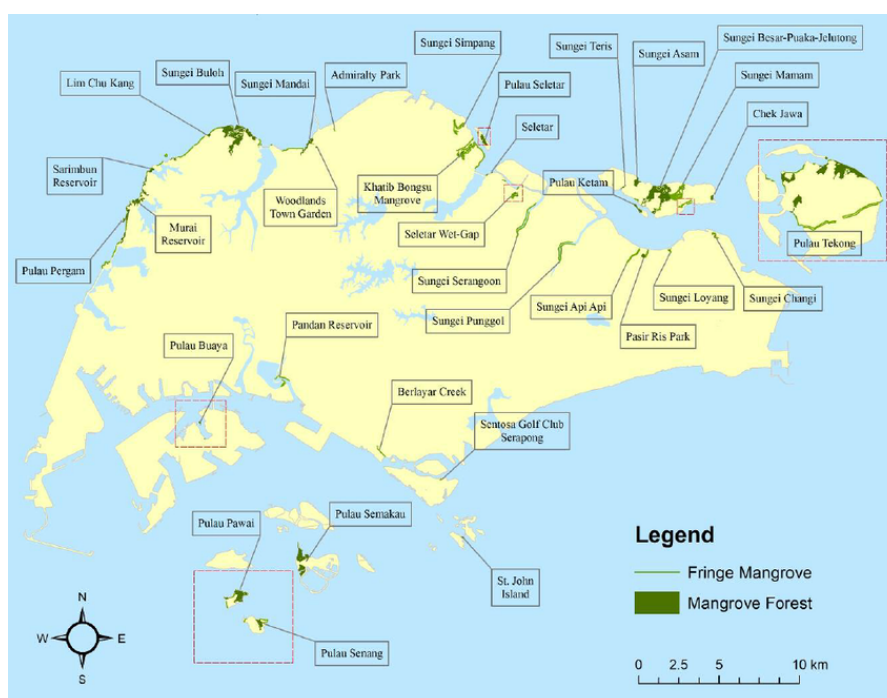 Sungei Simpang
Sungei Teris
Sungei Asam
Sungei Besar-Puaka-Jelutong
Lim Chu Kang
Sungei Buloh
Sungei Mandai
Admiralty Park
Pulau Seletar
Sungei Mamam
Seletar
Chek Jawa
Sarimbun
Reservoir
Woodlands
Town Garden
Khatib Bongsu
Mangrove
Pulau Ketam
Murai
Reservoir
Seletar Wet-Gap
Pulau Tekong
Pulau Pergam
Sungei Serangoon
Sungei Punggol
Sungei Api Api
Sungei Loyang
Sungei Changi
Pasir Ris Park
Pulau Buaya
Pandan Reservoir
Berlayar Creek
Sentosa Golf Club
Serapong
Pulau Pawai
Pulau Semakau
St. John
Island
Pulau Senang
Legend
Fringe Mangrove
Mangrove Forest
N
W
E
S
0 2.5 5 10 km